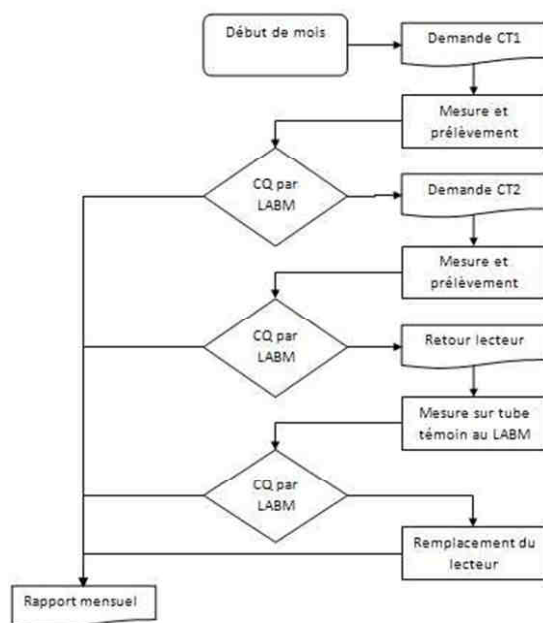 Début de mois
Demande CT1
Mesure et
prélèvement
CQ par
LABM
Demande CT2
Mesure et
prélèvement
CQ par
LABM
Retour lecteur
Mesure sur tube
témoin au LABM
CQ par
LABM
Remplacement du
lecteur
Rapport mensuel